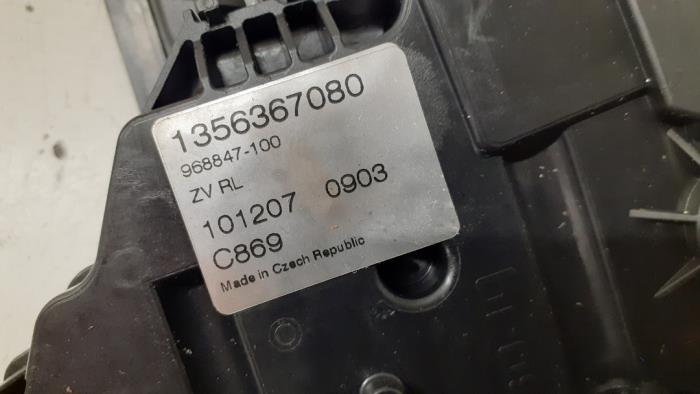 1356367080
968847-100
ZV RL
101207 0903
C869
Made in Czech Republic